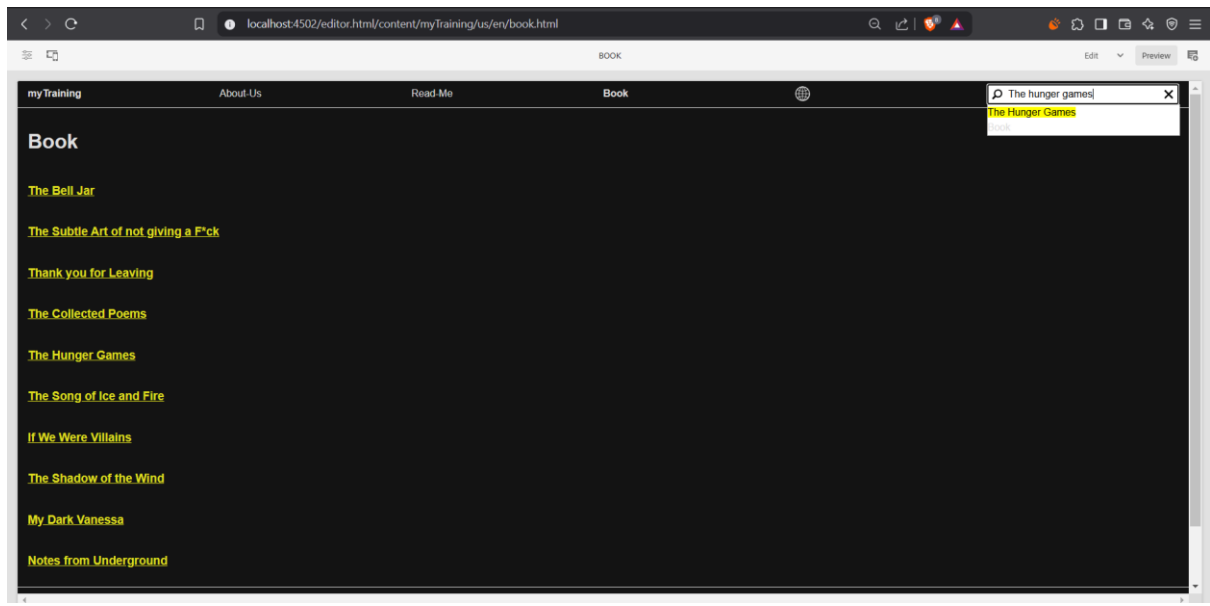 localhost:4502/editor.html/content/myTraining/us/en/book.html
BOOK
Edit Preview
myTraining About-Us Read-Me Book The hunger games
The Hunger Games
Book
Book
The Bell Jar
The Subtle Art of not giving a F*ck
Thank you for Leaving
The Collected Poems
The Hunger Games
The Song of Ice and Fire
If We Were Villains
The Shadow of the Wind
My Dark Vanessa
Notes from Underground